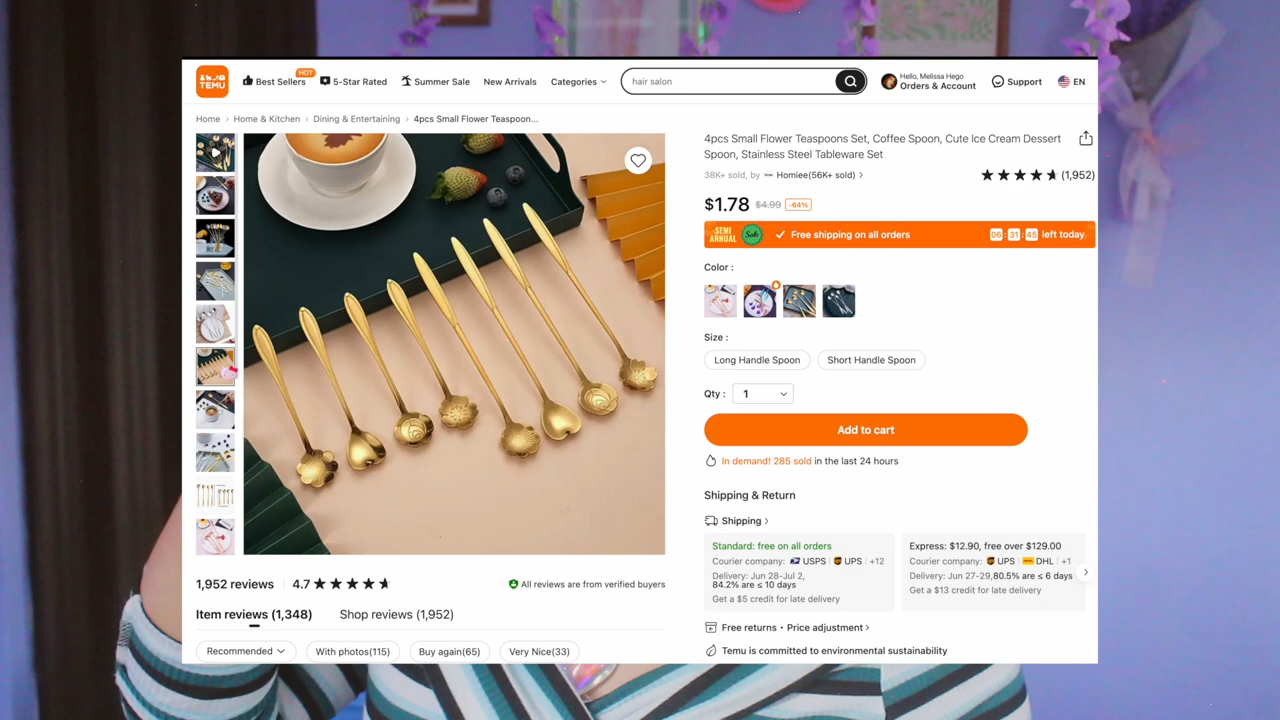 TEMU
HOT
Best Sellers
5-Star Rated
Summer Sale
New Arrivals
Categories
hair salon
Hello, Melissa Hego
Orders & Account
Support
EN
Home › Home & Kitchen › Dining & Entertaining › 4pcs Small Flower Teaspoon...
4pcs Small Flower Teaspoons Set, Coffee Spoon, Cute Ice Cream Dessert
Spoon, Stainless Steel Tableware Set
38K+ sold, by Homiee(56K+ sold) ›
(1,952)
$1.78 $4.99 -64%
SEMI
ANNUAL
Sale
Free shipping on all orders
06:31:45 left today
Color :
Size :
Long Handle Spoon
Short Handle Spoon
Qty : 1
Add to cart
In demand! 285 sold in the last 24 hours
Shipping & Return
Shipping ›
Standard: free on all orders
Courier company: USPS | UPS | +12
Delivery: Jun 28-Jul 2,
84.2% are ≤ 10 days
Get a $5 credit for late delivery
Express: $12.90, free over $129.00
Courier company: UPS | DHL | +1
Delivery: Jun 27-29,80.5% are ≤ 6 days
Get a $13 credit for late delivery
Free returns • Price adjustment ›
Temu is committed to environmental sustainability
1,952 reviews
4.7
All reviews are from verified buyers
Item reviews (1,348)
Shop reviews (1,952)
Recommended
With photos(115)
Buy again(65)
Very Nice(33)